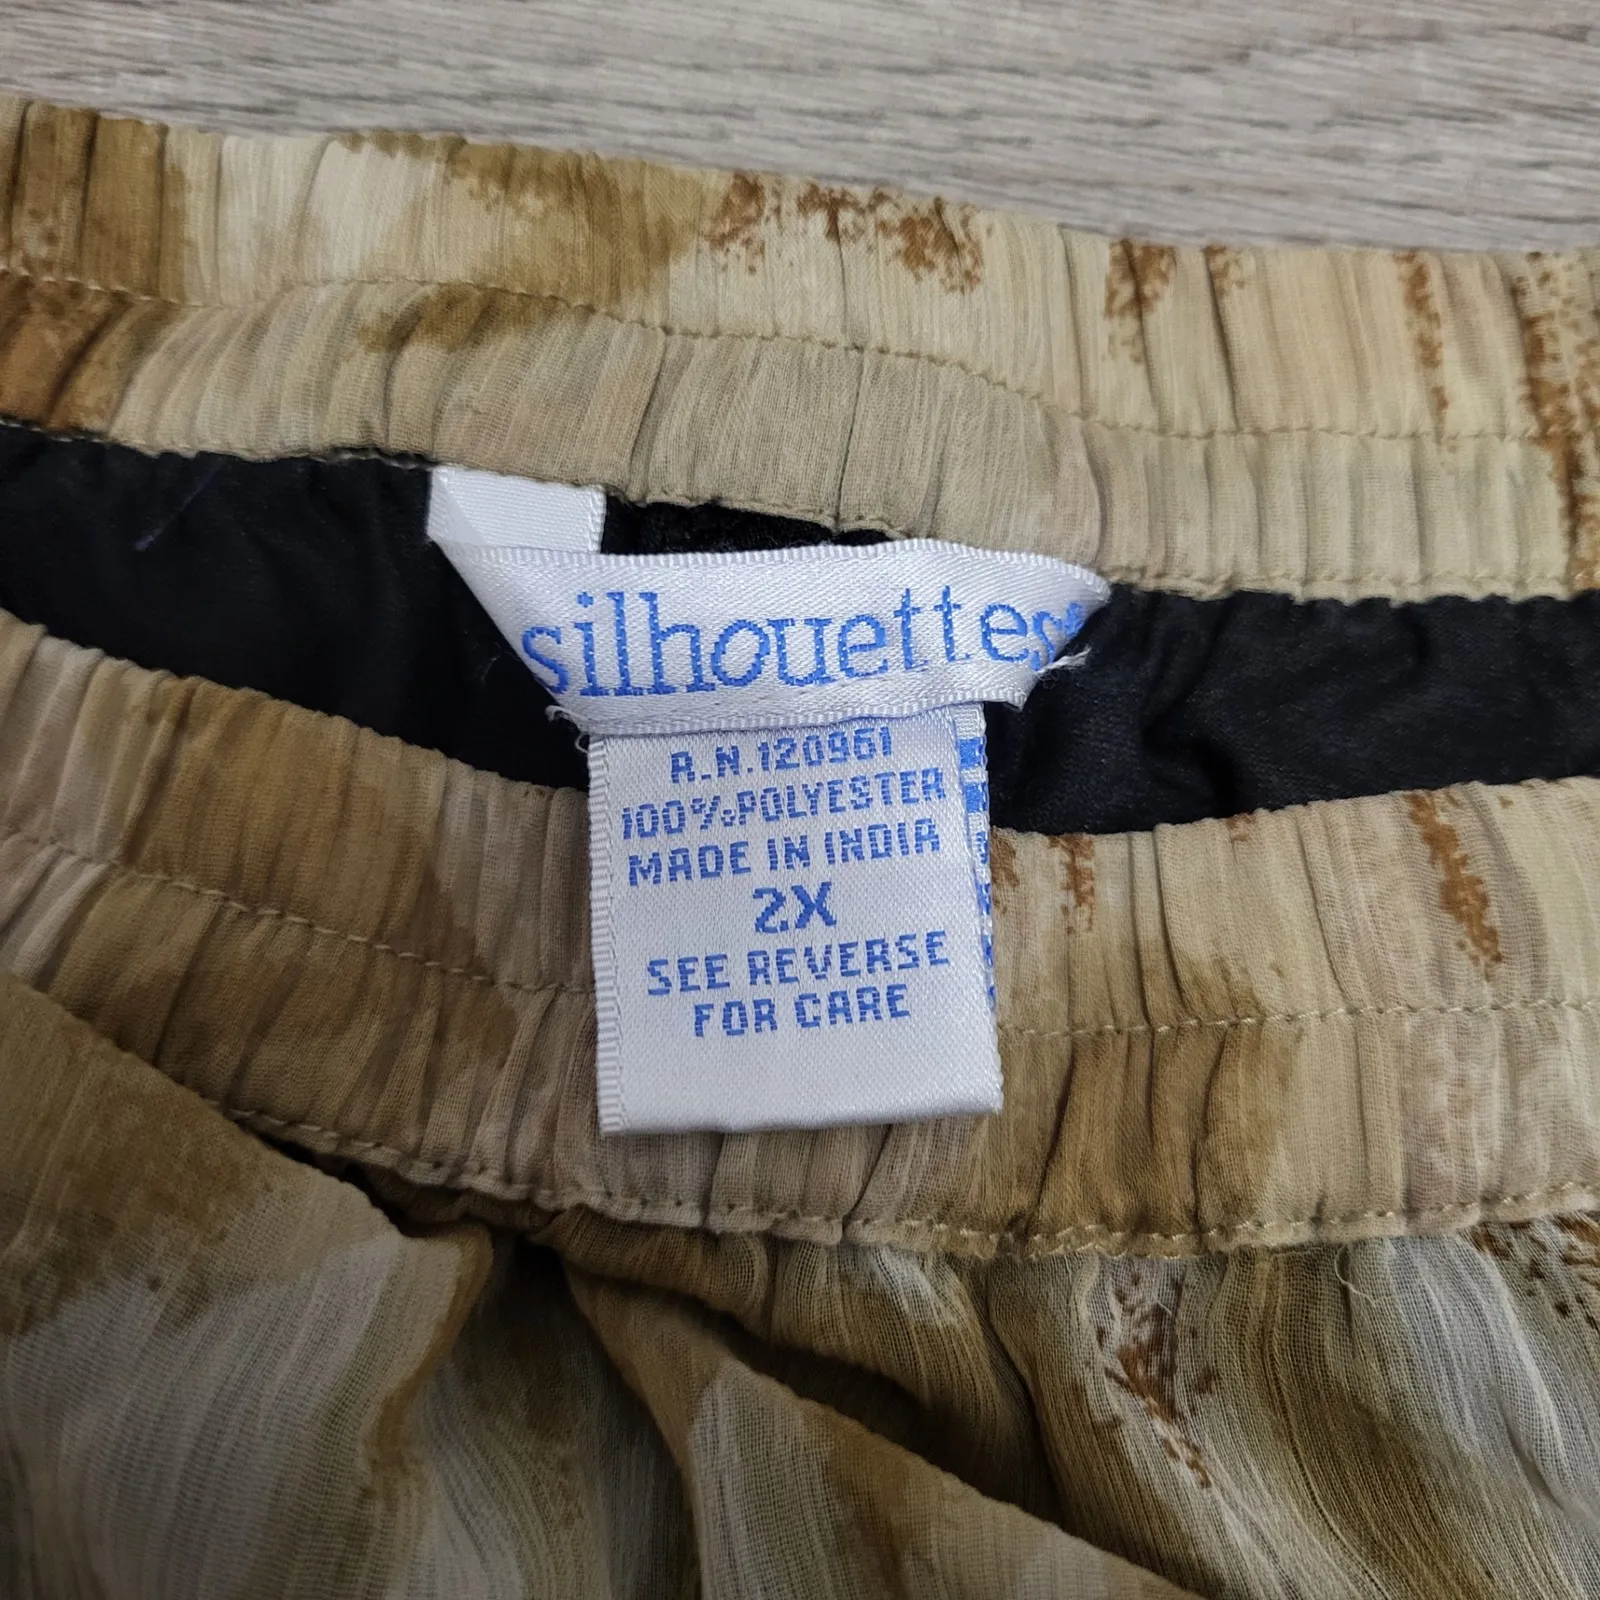 silhouettes®
R.N.120961
100%POLYESTER
MADE IN INDIA
2X
SEE REVERSE
FOR CARE